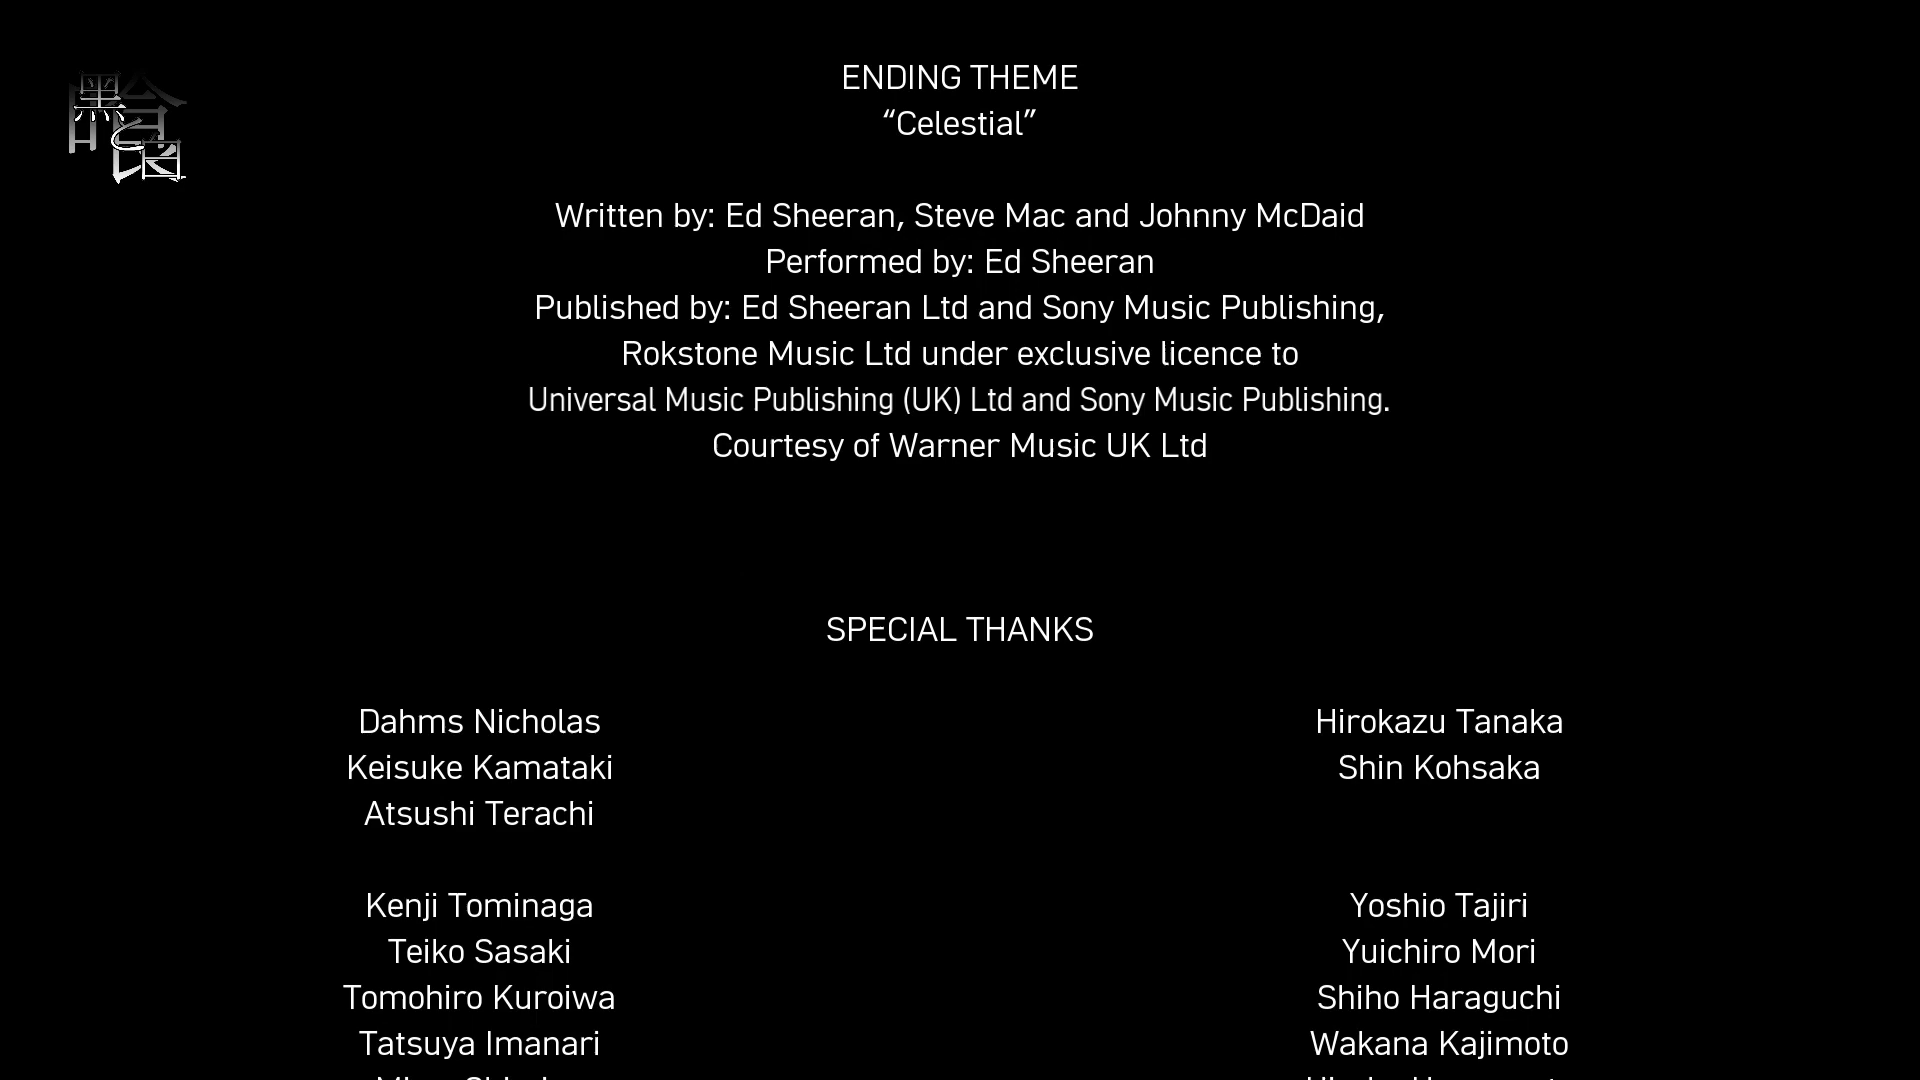 ENDING THEME
“Celestial”
Written by: Ed Sheeran, Steve Mac and Johnny McDaid
Performed by: Ed Sheeran
Published by: Ed Sheeran Ltd and Sony Music Publishing,
Rokstone Music Ltd under exclusive licence to
Universal Music Publishing (UK) Ltd and Sony Music Publishing.
Courtesy of Warner Music UK Ltd
SPECIAL THANKS
Dahms Nicholas
Keisuke Kamataki
Atsushi Terachi
Hirokazu Tanaka
Shin Kohsaka
Kenji Tominaga
Teiko Sasaki
Tomohiro Kuroiwa
Tatsuya Imanari
Yoshio Tajiri
Yuichiro Mori
Shiho Haraguchi
Wakana Kajimoto